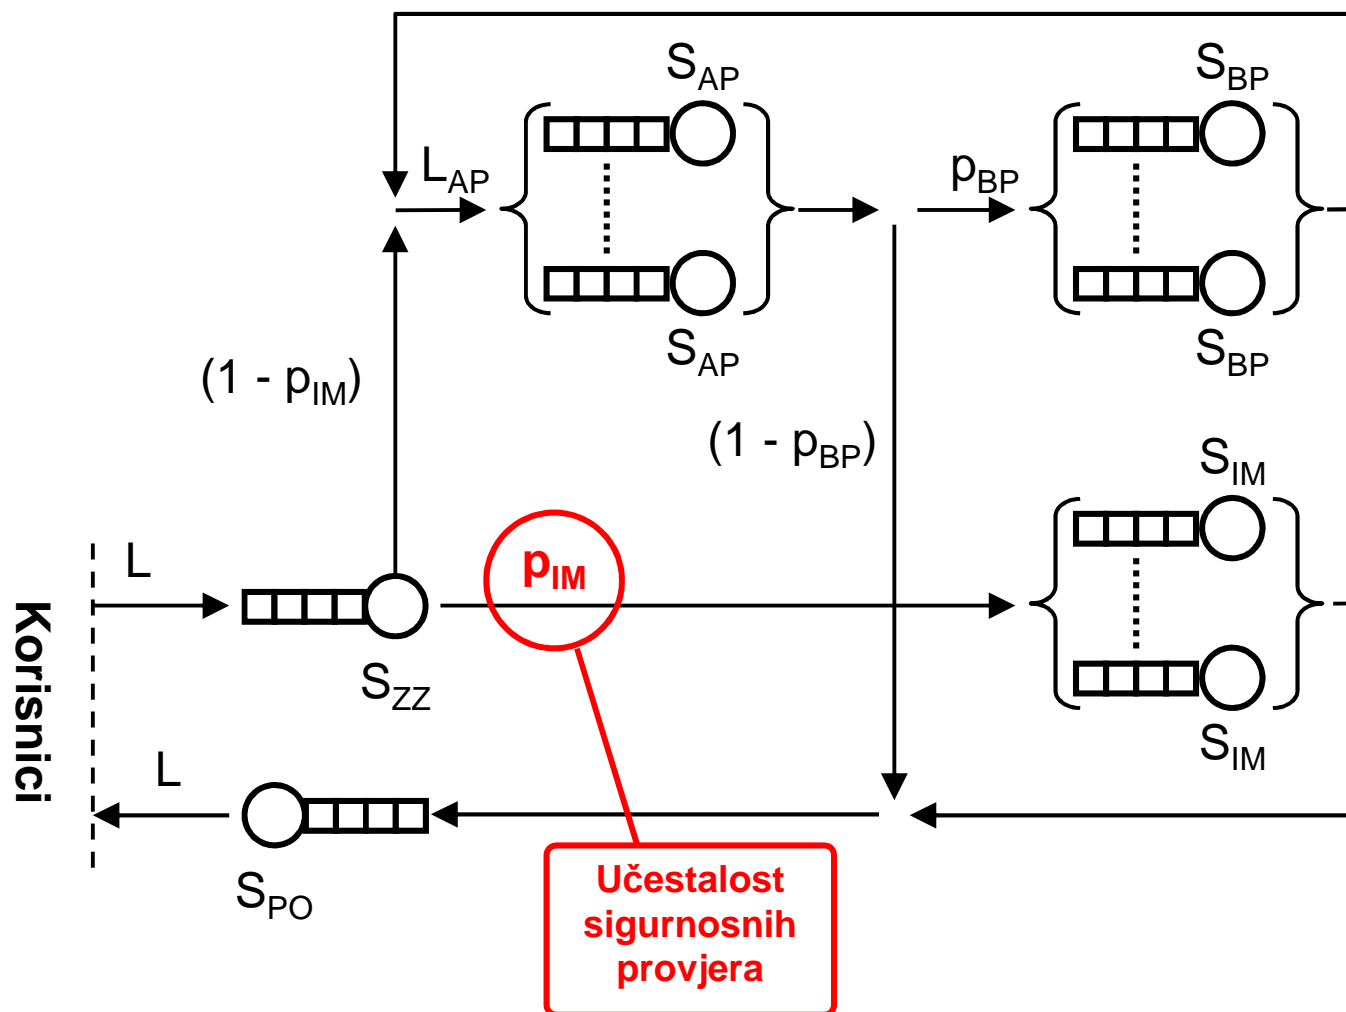 S_AP
S_BP
L_AP
p_BP
S_AP
S_BP
(1 - p_IM)
(1 - p_BP)
S_IM
L
p_IM
Korisnici
S_ZZ
S_IM
L
S_PO
Učestalost
sigurnosnih
provjera